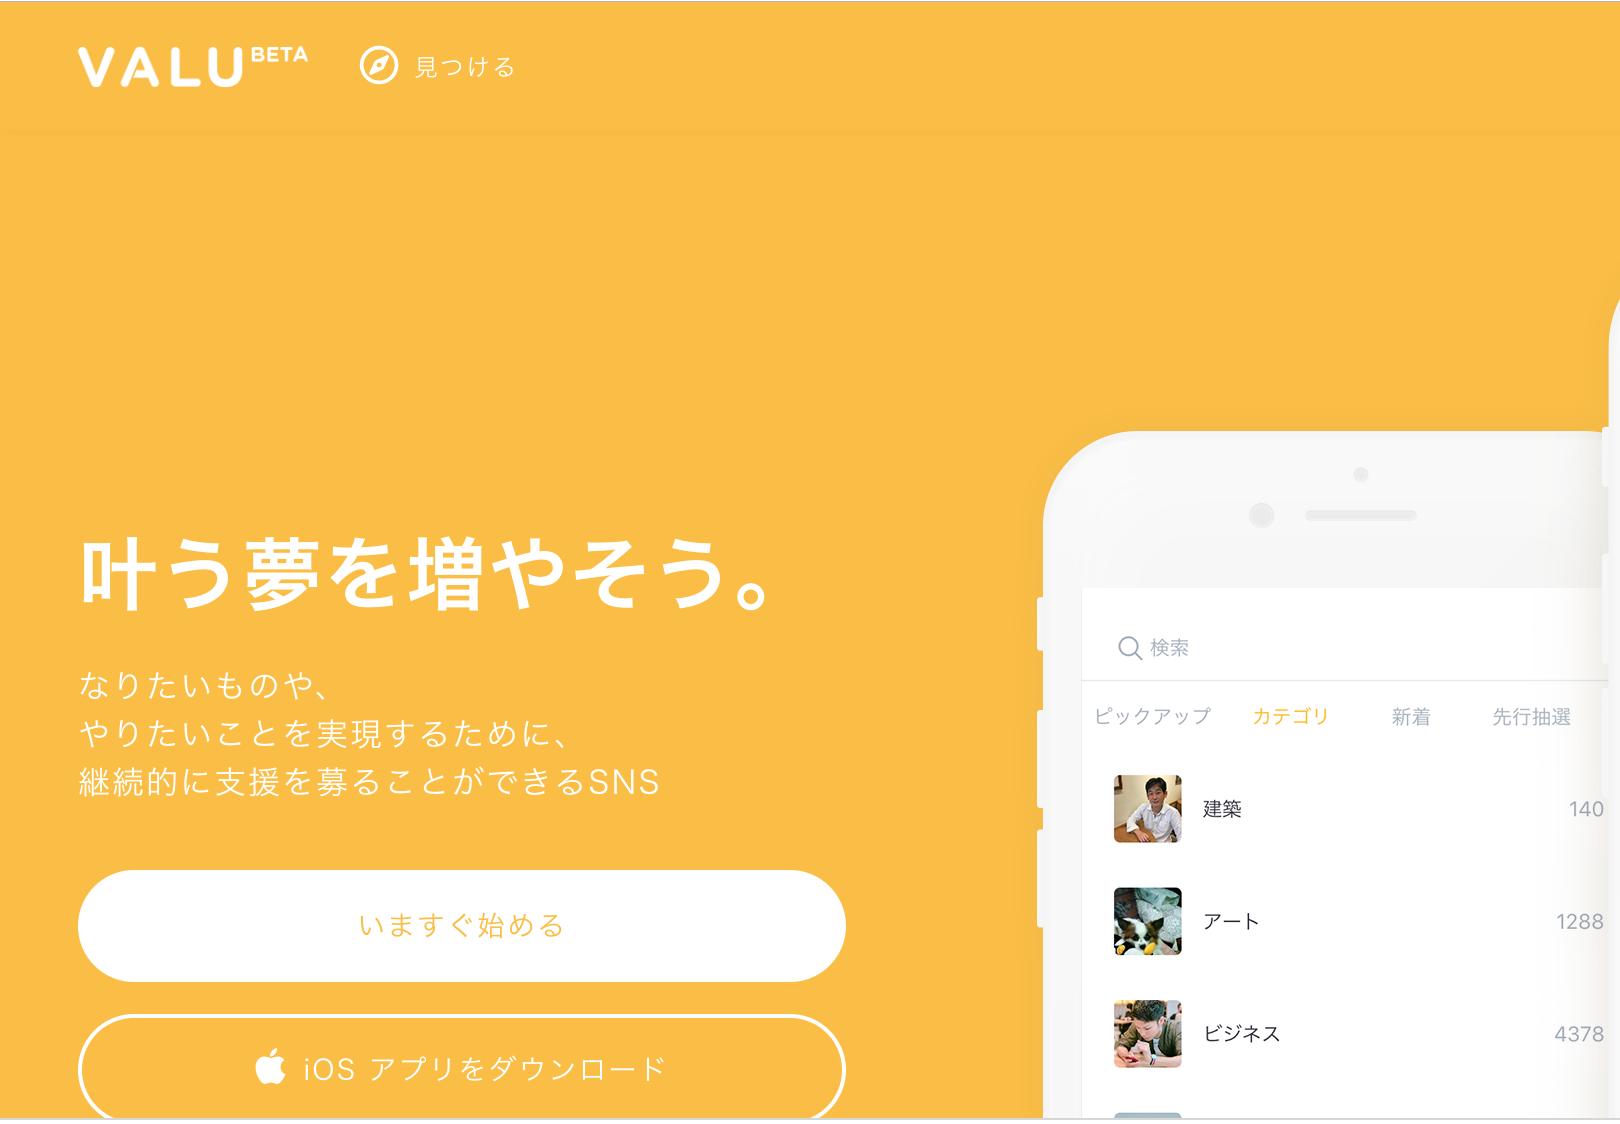 VALU BETA
見つける
叶う夢を増やそう。
なりたいものや、
やりたいことを実現するために、
継続的に支援を募ることができるSNS
いますぐ始める
iOS アプリをダウンロード
検索
ピックアップ カテゴリ 新着 先行抽選
建築 140
アート 1288
ビジネス 4378